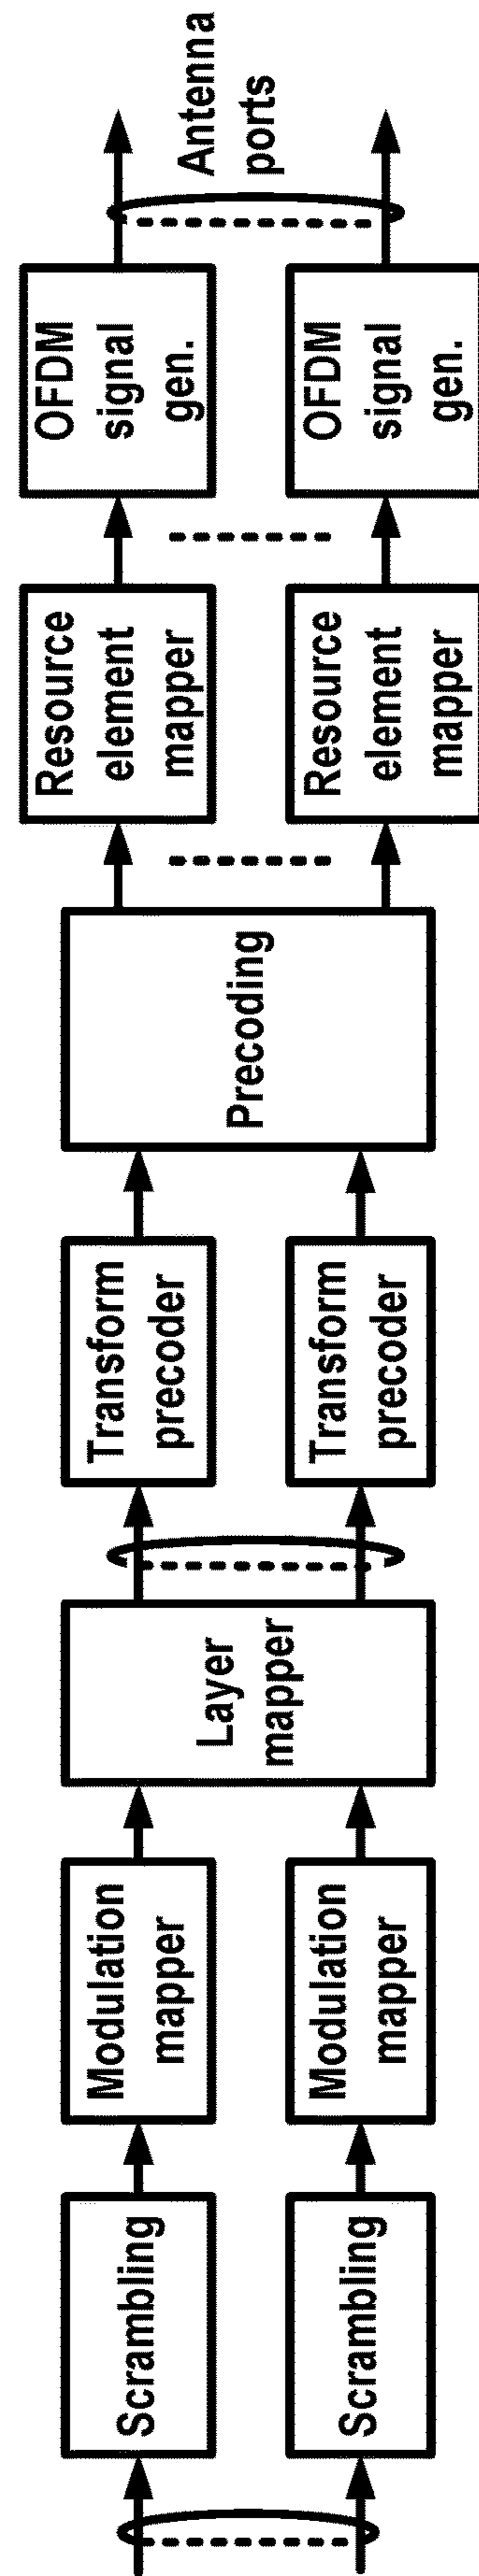 Scrambling
Scrambling
Modulation
mapper
Modulation
mapper
Layer
mapper
Transform
precoder
Transform
precoder
Precoding
Resource
element
mapper
Resource
element
mapper
OFDM
signal
gen.
OFDM
signal
gen.
Antenna
ports